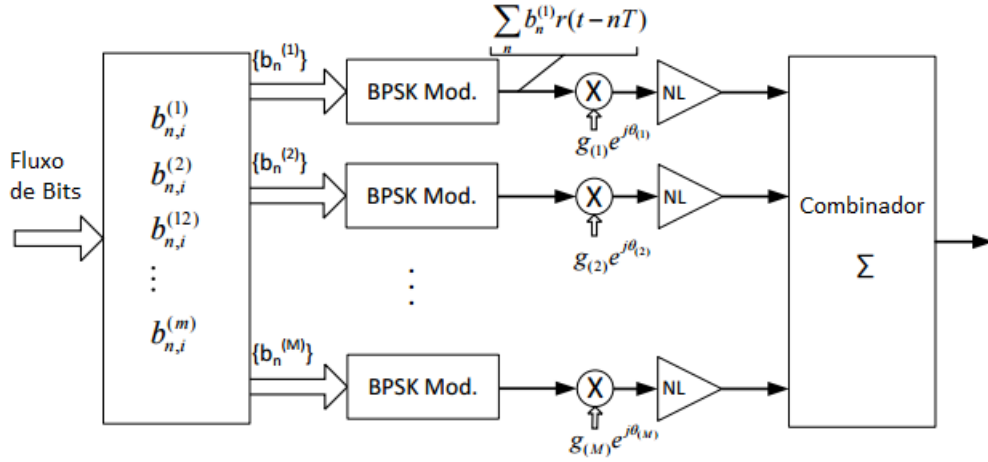 Fluxo
de Bits
b_{n,i}^{(1)}
b_{n,i}^{(2)}
b_{n,i}^{(12)}
⋮
b_{n,i}^{(m)}
{b_n^{(1)}}
BPSK Mod.
∑_n b_n^{(1)} r(t − nT)
X
g_{(1)}e^{jθ_{(1)}}
NL
{b_n^{(2)}}
BPSK Mod.
X
g_{(2)}e^{jθ_{(2)}}
NL
⋮
{b_n^{(M)}}
BPSK Mod.
X
g_{(M)}e^{jθ_{(M)}}
NL
Combinador
Σ